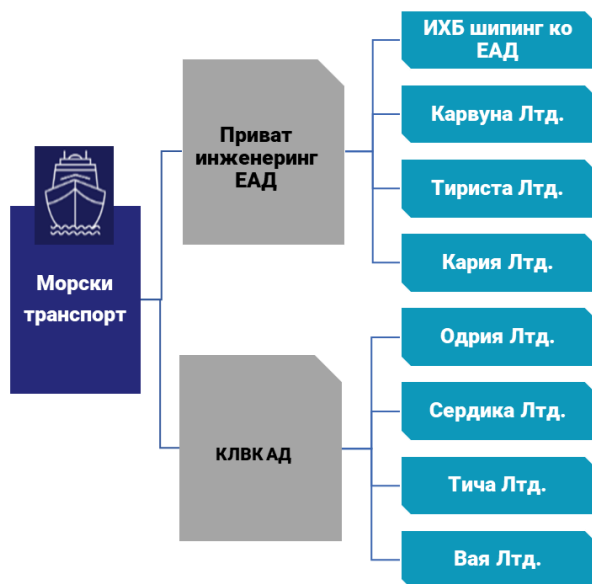 Морски
транспорт
Приват
инженеринг
ЕАД
ИХБ шипинг ко
ЕАД
Карвуна Лтд.
Тириста Лтд.
Кария Лтд.
КЛВК АД
Одрия Лтд.
Сердика Лтд.
Тича Лтд.
Вая Лтд.